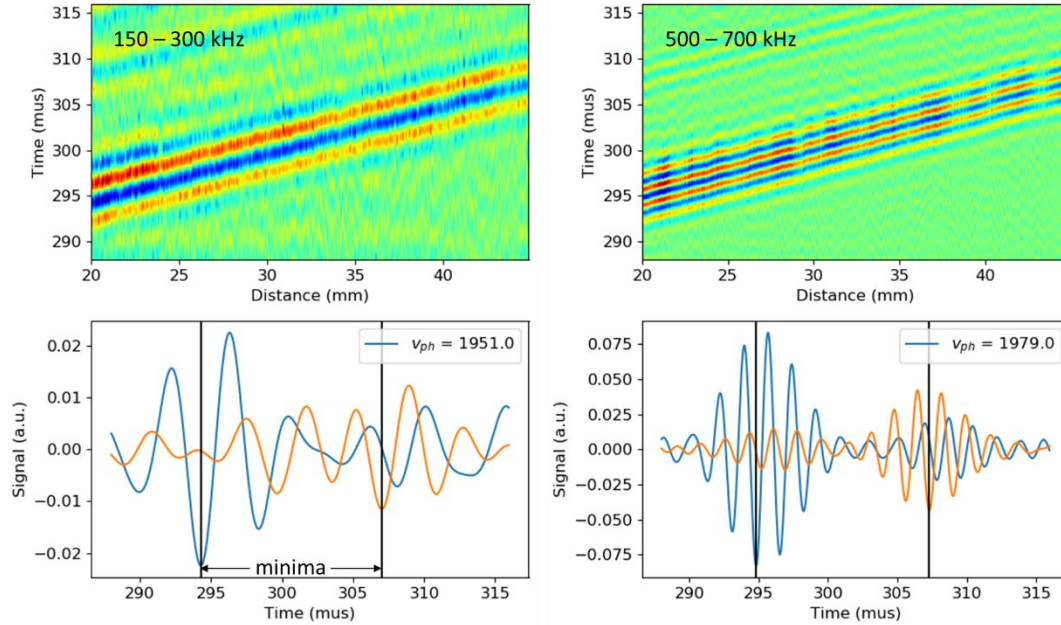 150 – 300 kHz
Time (mus)
315
310
305
300
295
290
20 25 30 35 40
Distance (mm)
500 – 700 kHz
Time (mus)
315
310
305
300
295
290
20 25 30 35 40
Distance (mm)
v_ph = 1951.0
Signal (a.u.)
0.02
0.01
0.00
−0.01
−0.02
minima
290 295 300 305 310 315
Time (mus)
v_ph = 1979.0
Signal (a.u.)
0.075
0.050
0.025
0.000
−0.025
−0.050
−0.075
290 295 300 305 310 315
Time (mus)